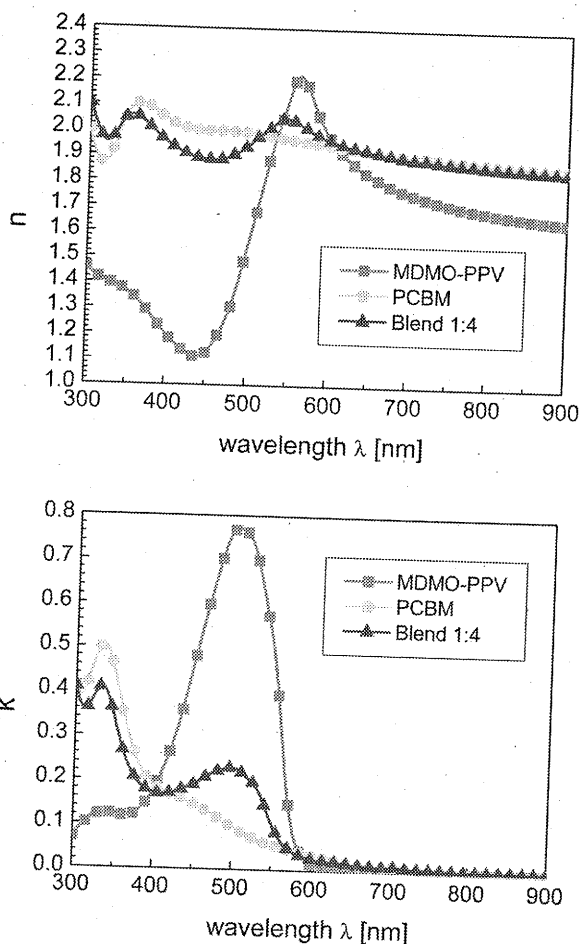 2.4
2.3
2.2
2.1
2.0
1.9
1.8
1.7
1.6
1.5
1.4
1.3
1.2
1.1
1.0
n
MDMO-PPV
PCBM
Blend 1:4
300 400 500 600 700 800 900
wavelength λ [nm]
0.8
0.7
0.6
0.5
0.4
0.3
0.2
0.1
0.0
k
MDMO-PPV
PCBM
Blend 1:4
300 400 500 600 700 800 900
wavelength λ [nm]